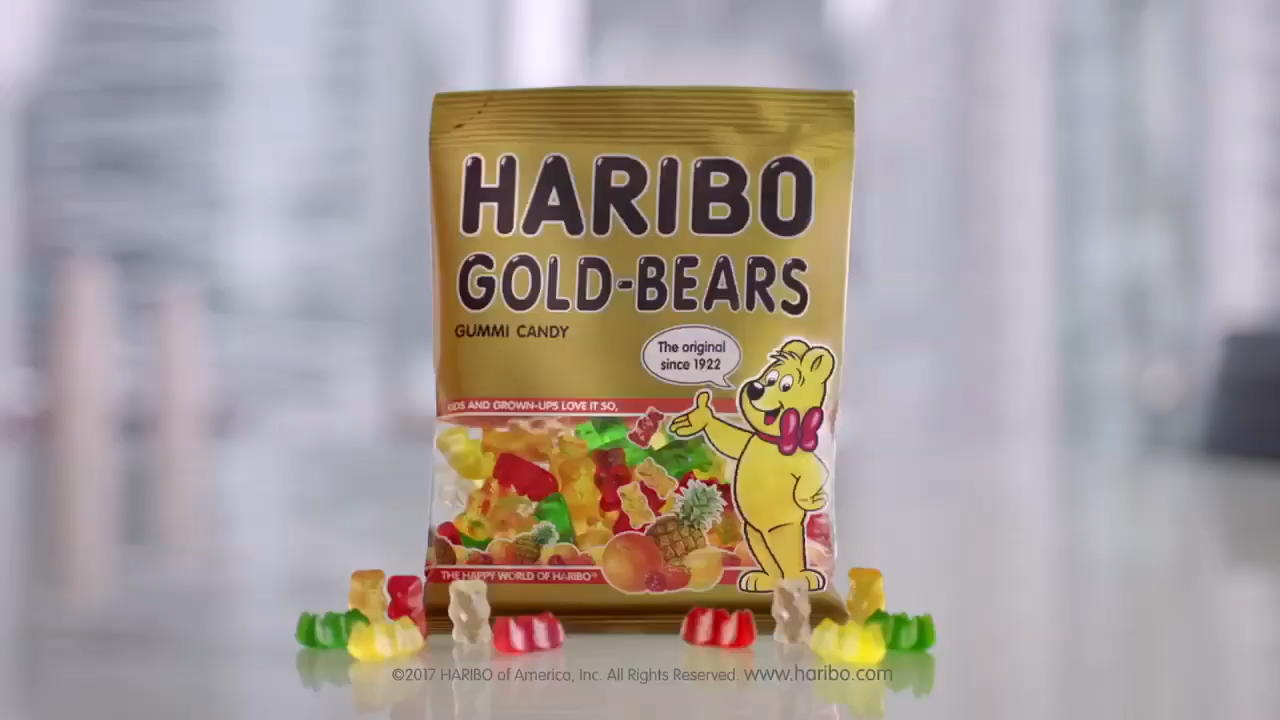 HARIBO
GOLD-BEARS
GUMMI CANDY
The original
since 1922
KIDS AND GROWN-UPS LOVE IT SO,
THE HAPPY WORLD OF HARIBO®
©2017 HARIBO of America, Inc. All Rights Reserved. www.haribo.com